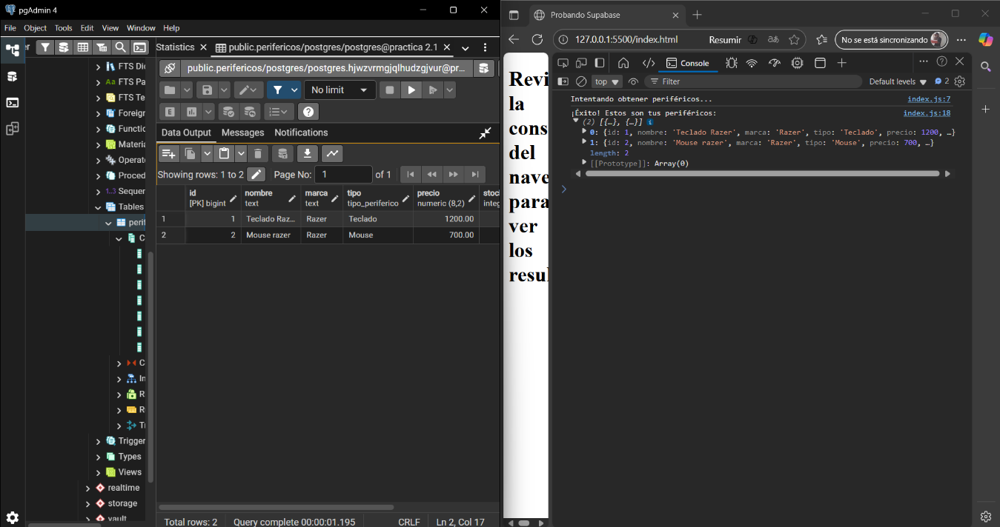 pgAdmin 4
File Object Tools Edit View Window Help
Statistics public.perifericos/postgres/postgres@practica 2.1
public.perifericos/postgres/postgres.hjwzvrmgjqlhudzgjvur@pr...
No limit
E
Data Output Messages Notifications
Showing rows: 1 to 2 Page No: 1 of 1
id nombre marca tipo precio stoc
[PK] bigint text text tipo_periferico numeric (8,2) integ
1 1 Teclado Raz... Razer Teclado 1200.00
2 2 Mouse razer Razer Mouse 700.00
Total rows: 2 Query complete 00:00:01.195 CRLF Ln 2, Col 17
FTS Di
Aa FTS Pa
FTS Te
Foreig
Functio
Materia
Operat
Proced
1..3 Sequer
Tables
perif
C
C
In
R
R
T
Trigger
Types
Views
realtime
storage
vault
Probando Supabase
127.0.0.1:5500/index.html Resumir No se está sincronizando
Revi
la
cons
del
nave
para
ver
los
resul
Console
top Filter Default levels 2
Intentando obtener periféricos... index.js:7
¡Éxito! Estos son tus periféricos: index.js:18
(2) [{…}, {…}] i
0: {id: 1, nombre: 'Teclado Razer', marca: 'Razer', tipo: 'Teclado', precio: 1200, …}
1: {id: 2, nombre: 'Mouse razer', marca: 'Razer', tipo: 'Mouse', precio: 700, …}
length: 2
[[Prototype]]: Array(0)